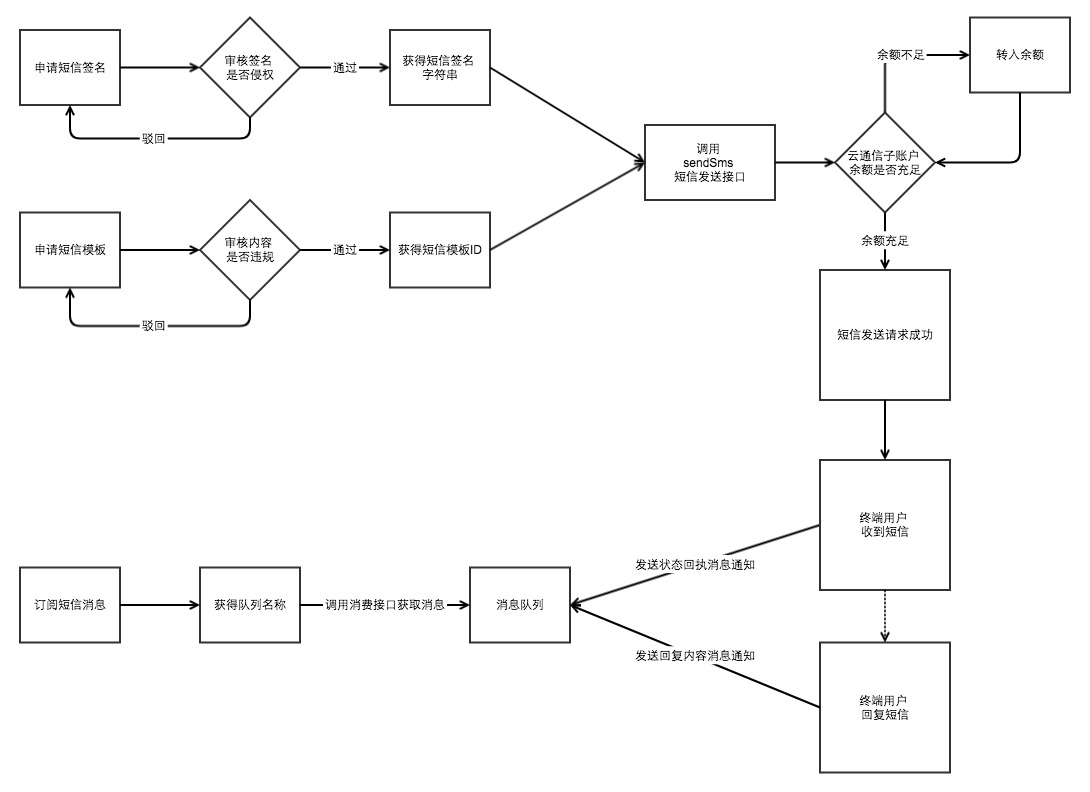 申请短信签名
审核签名
是否侵权
通过
获得短信签名
字符串
驳回
余额不足
转入余额
调用
sendSms
短信发送接口
云通信子账户
余额是否充足
申请短信模板
审核内容
是否违规
通过
获得短信模板ID
驳回
余额充足
短信发送请求成功
终端用户
收到短信
发送状态回执消息通知
订阅短信消息
获得队列名称
调用消费接口获取消息
消息队列
发送回复内容消息通知
终端用户
回复短信